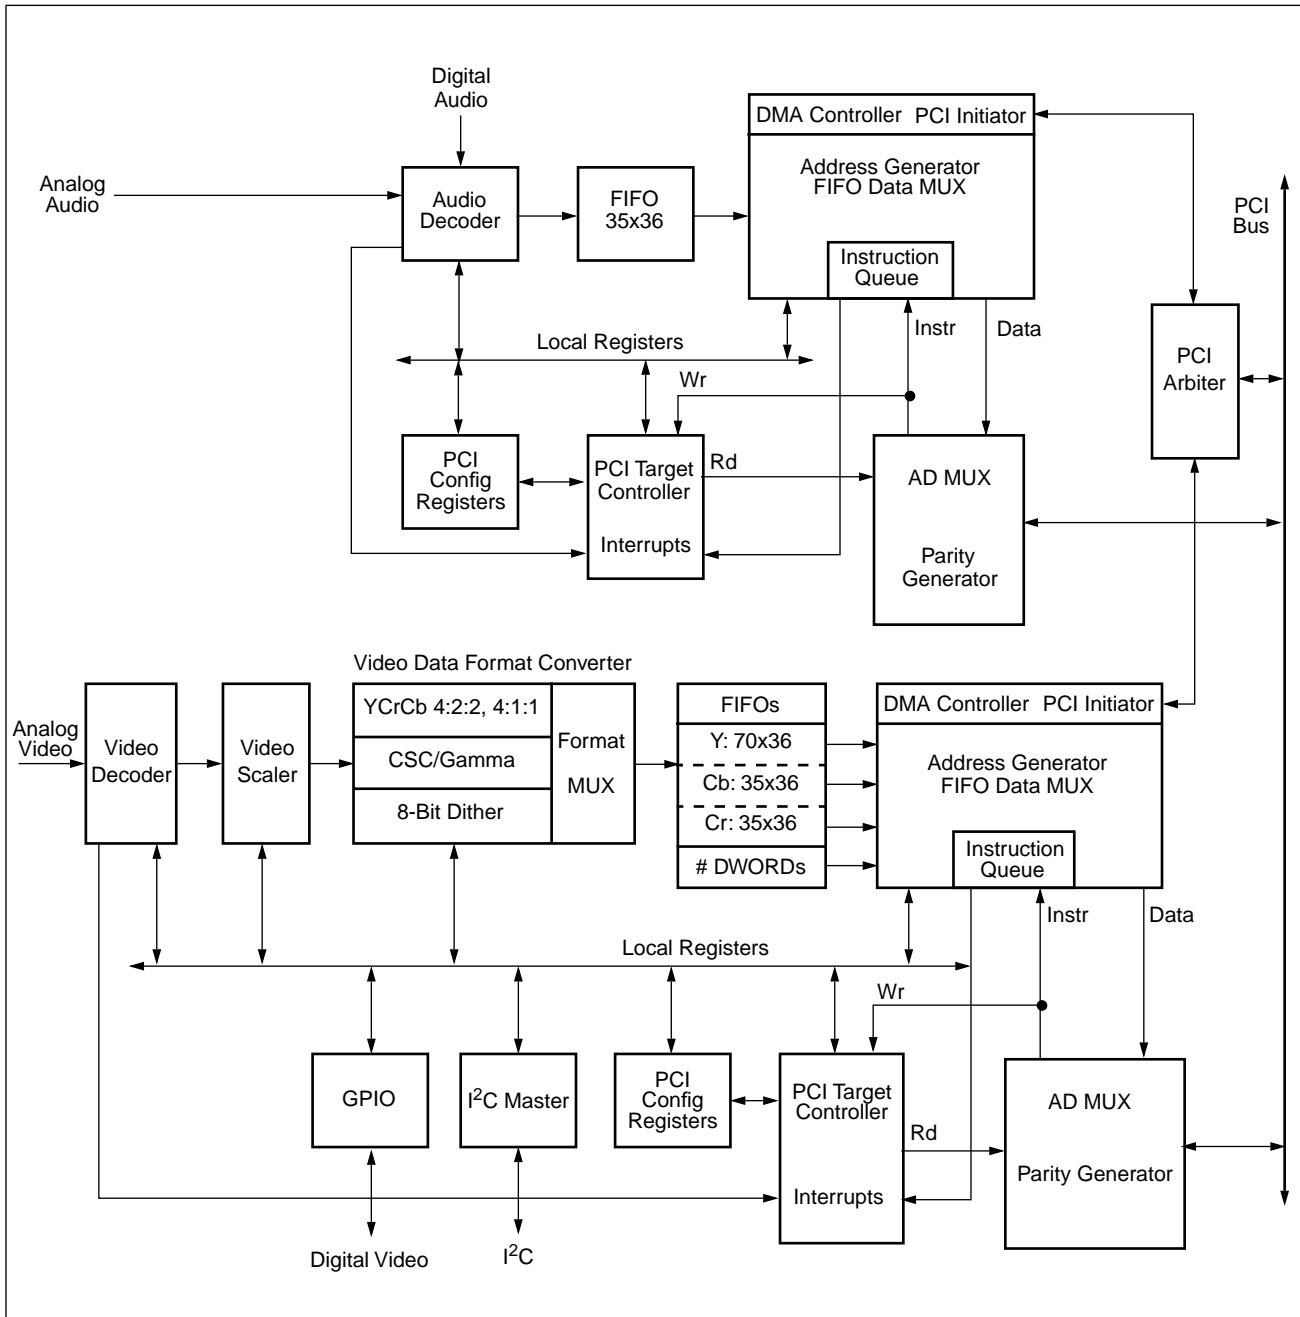 Digital
Audio
Analog
Audio
Audio
Decoder
FIFO
35x36
DMA Controller PCI Initiator
Address Generator
FIFO Data MUX
Instruction
Queue
PCI
Bus
Instr
Data
Local Registers
PCI
Arbiter
Wr
PCI
Config
Registers
PCI Target
Controller
Interrupts
Rd
AD MUX
Parity
Generator
Video Data Format Converter
Analog
Video
Video
Decoder
Video
Scaler
YCrCb 4:2:2, 4:1:1
CSC/Gamma
8-Bit Dither
Format
MUX
FIFOs
Y: 70x36
Cb: 35x36
Cr: 35x36
# DWORDs
DMA Controller PCI Initiator
Address Generator
FIFO Data MUX
Instruction
Queue
Instr
Data
Local Registers
Wr
GPIO
I²C Master
PCI
Config
Registers
PCI Target
Controller
Interrupts
Rd
AD MUX
Parity Generator
Digital Video
I²C